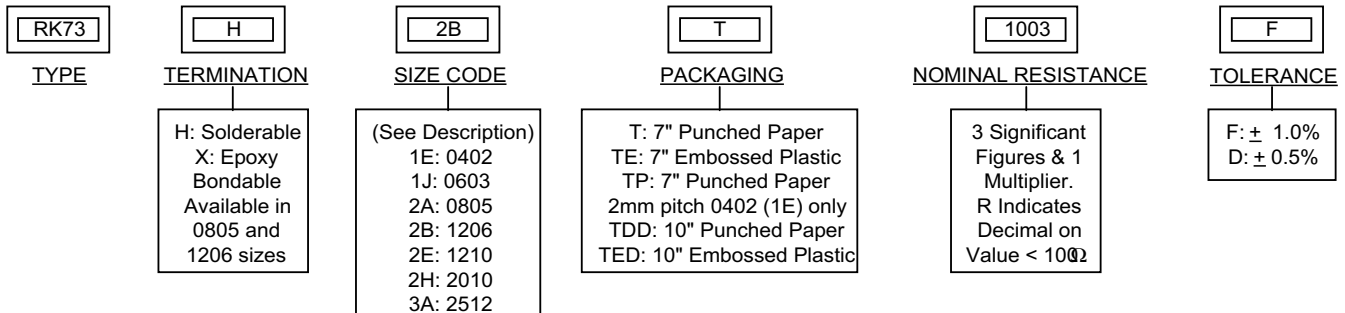 RK73 H 2B T 1003 F
TYPE TERMINATION SIZE CODE PACKAGING NOMINAL RESISTANCE TOLERANCE
H: Solderable
X: Epoxy
Bondable
Available in
0805 and
1206 sizes
(See Description)
1E: 0402
1J: 0603
2A: 0805
2B: 1206
2E: 1210
2H: 2010
3A: 2512
T: 7" Punched Paper
TE: 7" Embossed Plastic
TP: 7" Punched Paper
2mm pitch 0402 (1E) only
TDD: 10" Punched Paper
TED: 10" Embossed Plastic
3 Significant
Figures & 1
Multiplier.
R Indicates
Decimal on
Value < 100Ω
F: ± 1.0%
D: ± 0.5%